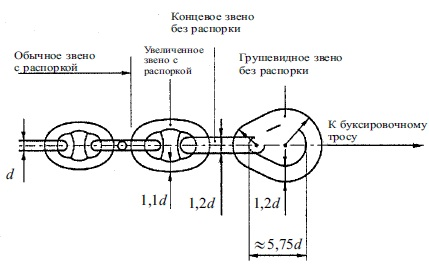 Концевое звено
без распорки
Обычное звено
с распоркой
Увеличенное
звено с
распоркой
Грушевидное звено
без распорки
К буксировочному
тросу
d
1,1d
1,2d
1,2d
≈5,75d